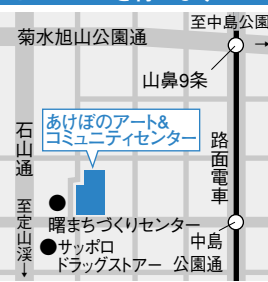 至中島公園
菊水旭山公園通
→
山鼻9条
あけぼのアート&
コミュニティセンター
石山通
至定山渓↓
路面電車
曙まちづくりセンター
サッポロ
ドラッグストアー
中島
公園通